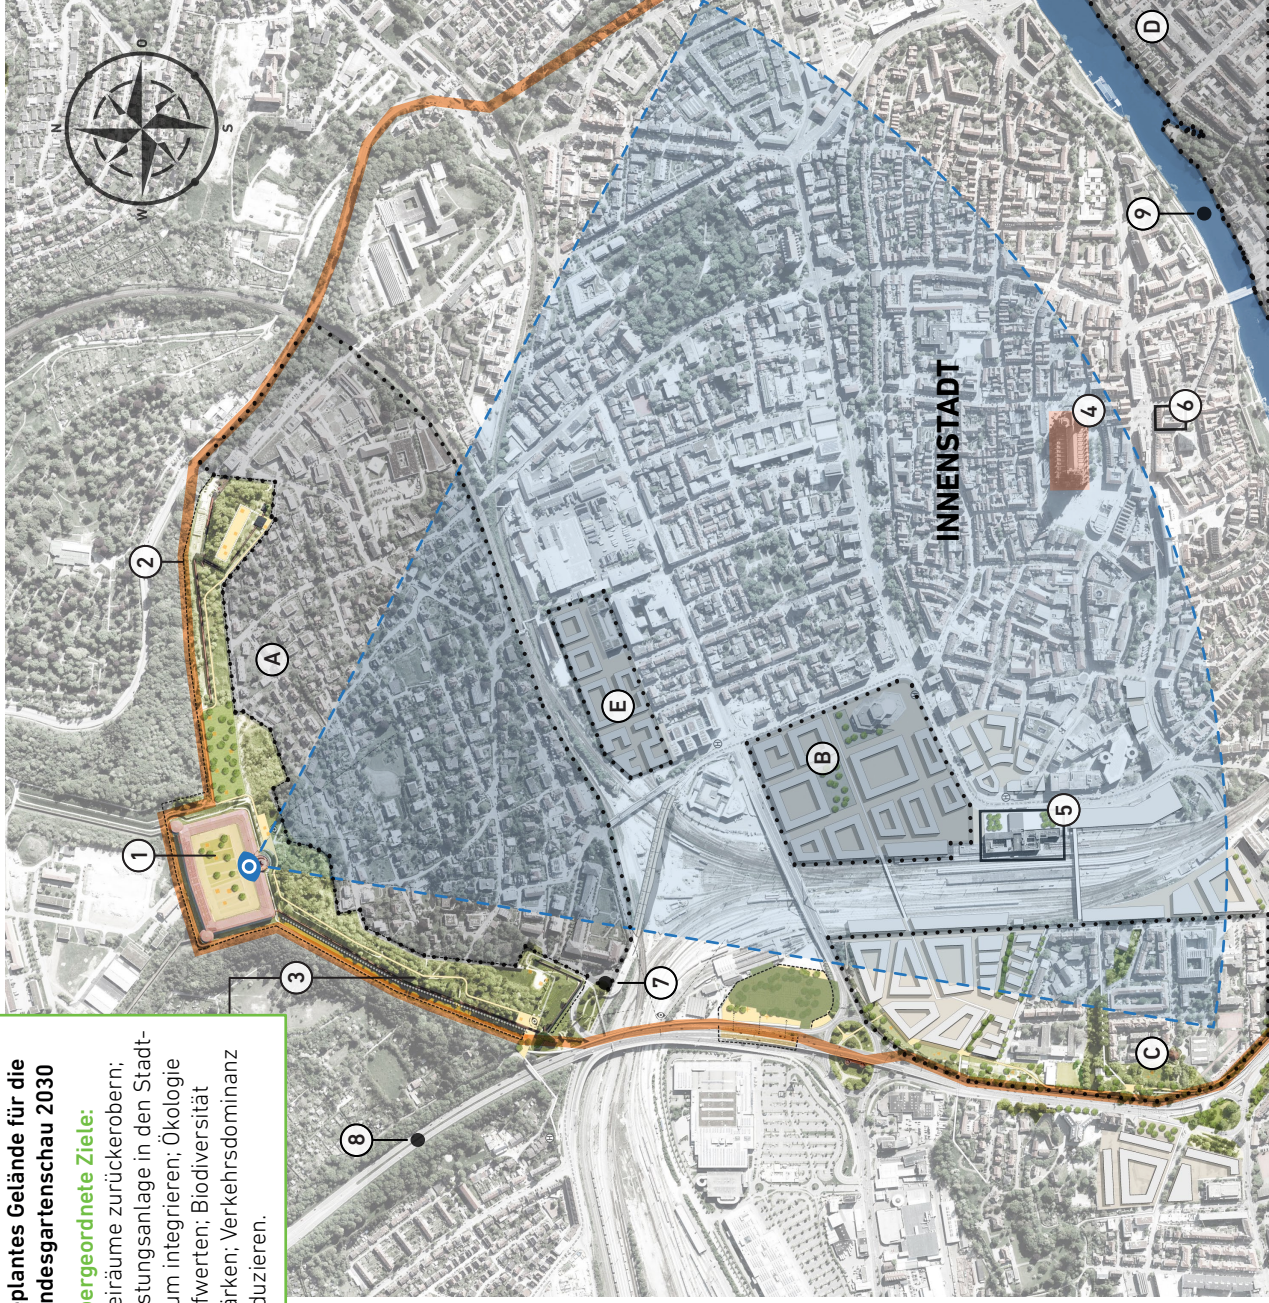 plantes Gelände für die
ndesgartenschau 2030
bergeordnete Ziele:
eiräume zurückerobern;
stungsanlage in den Stadt-
um integrieren; Ökologie
fwerten; Biodiversität
ärken; Verkehrsdominanz
duzieren.
N
O
S
W
1
2
3
A
8
7
E
B
5
C
INNENSTADT
4
6
9
D